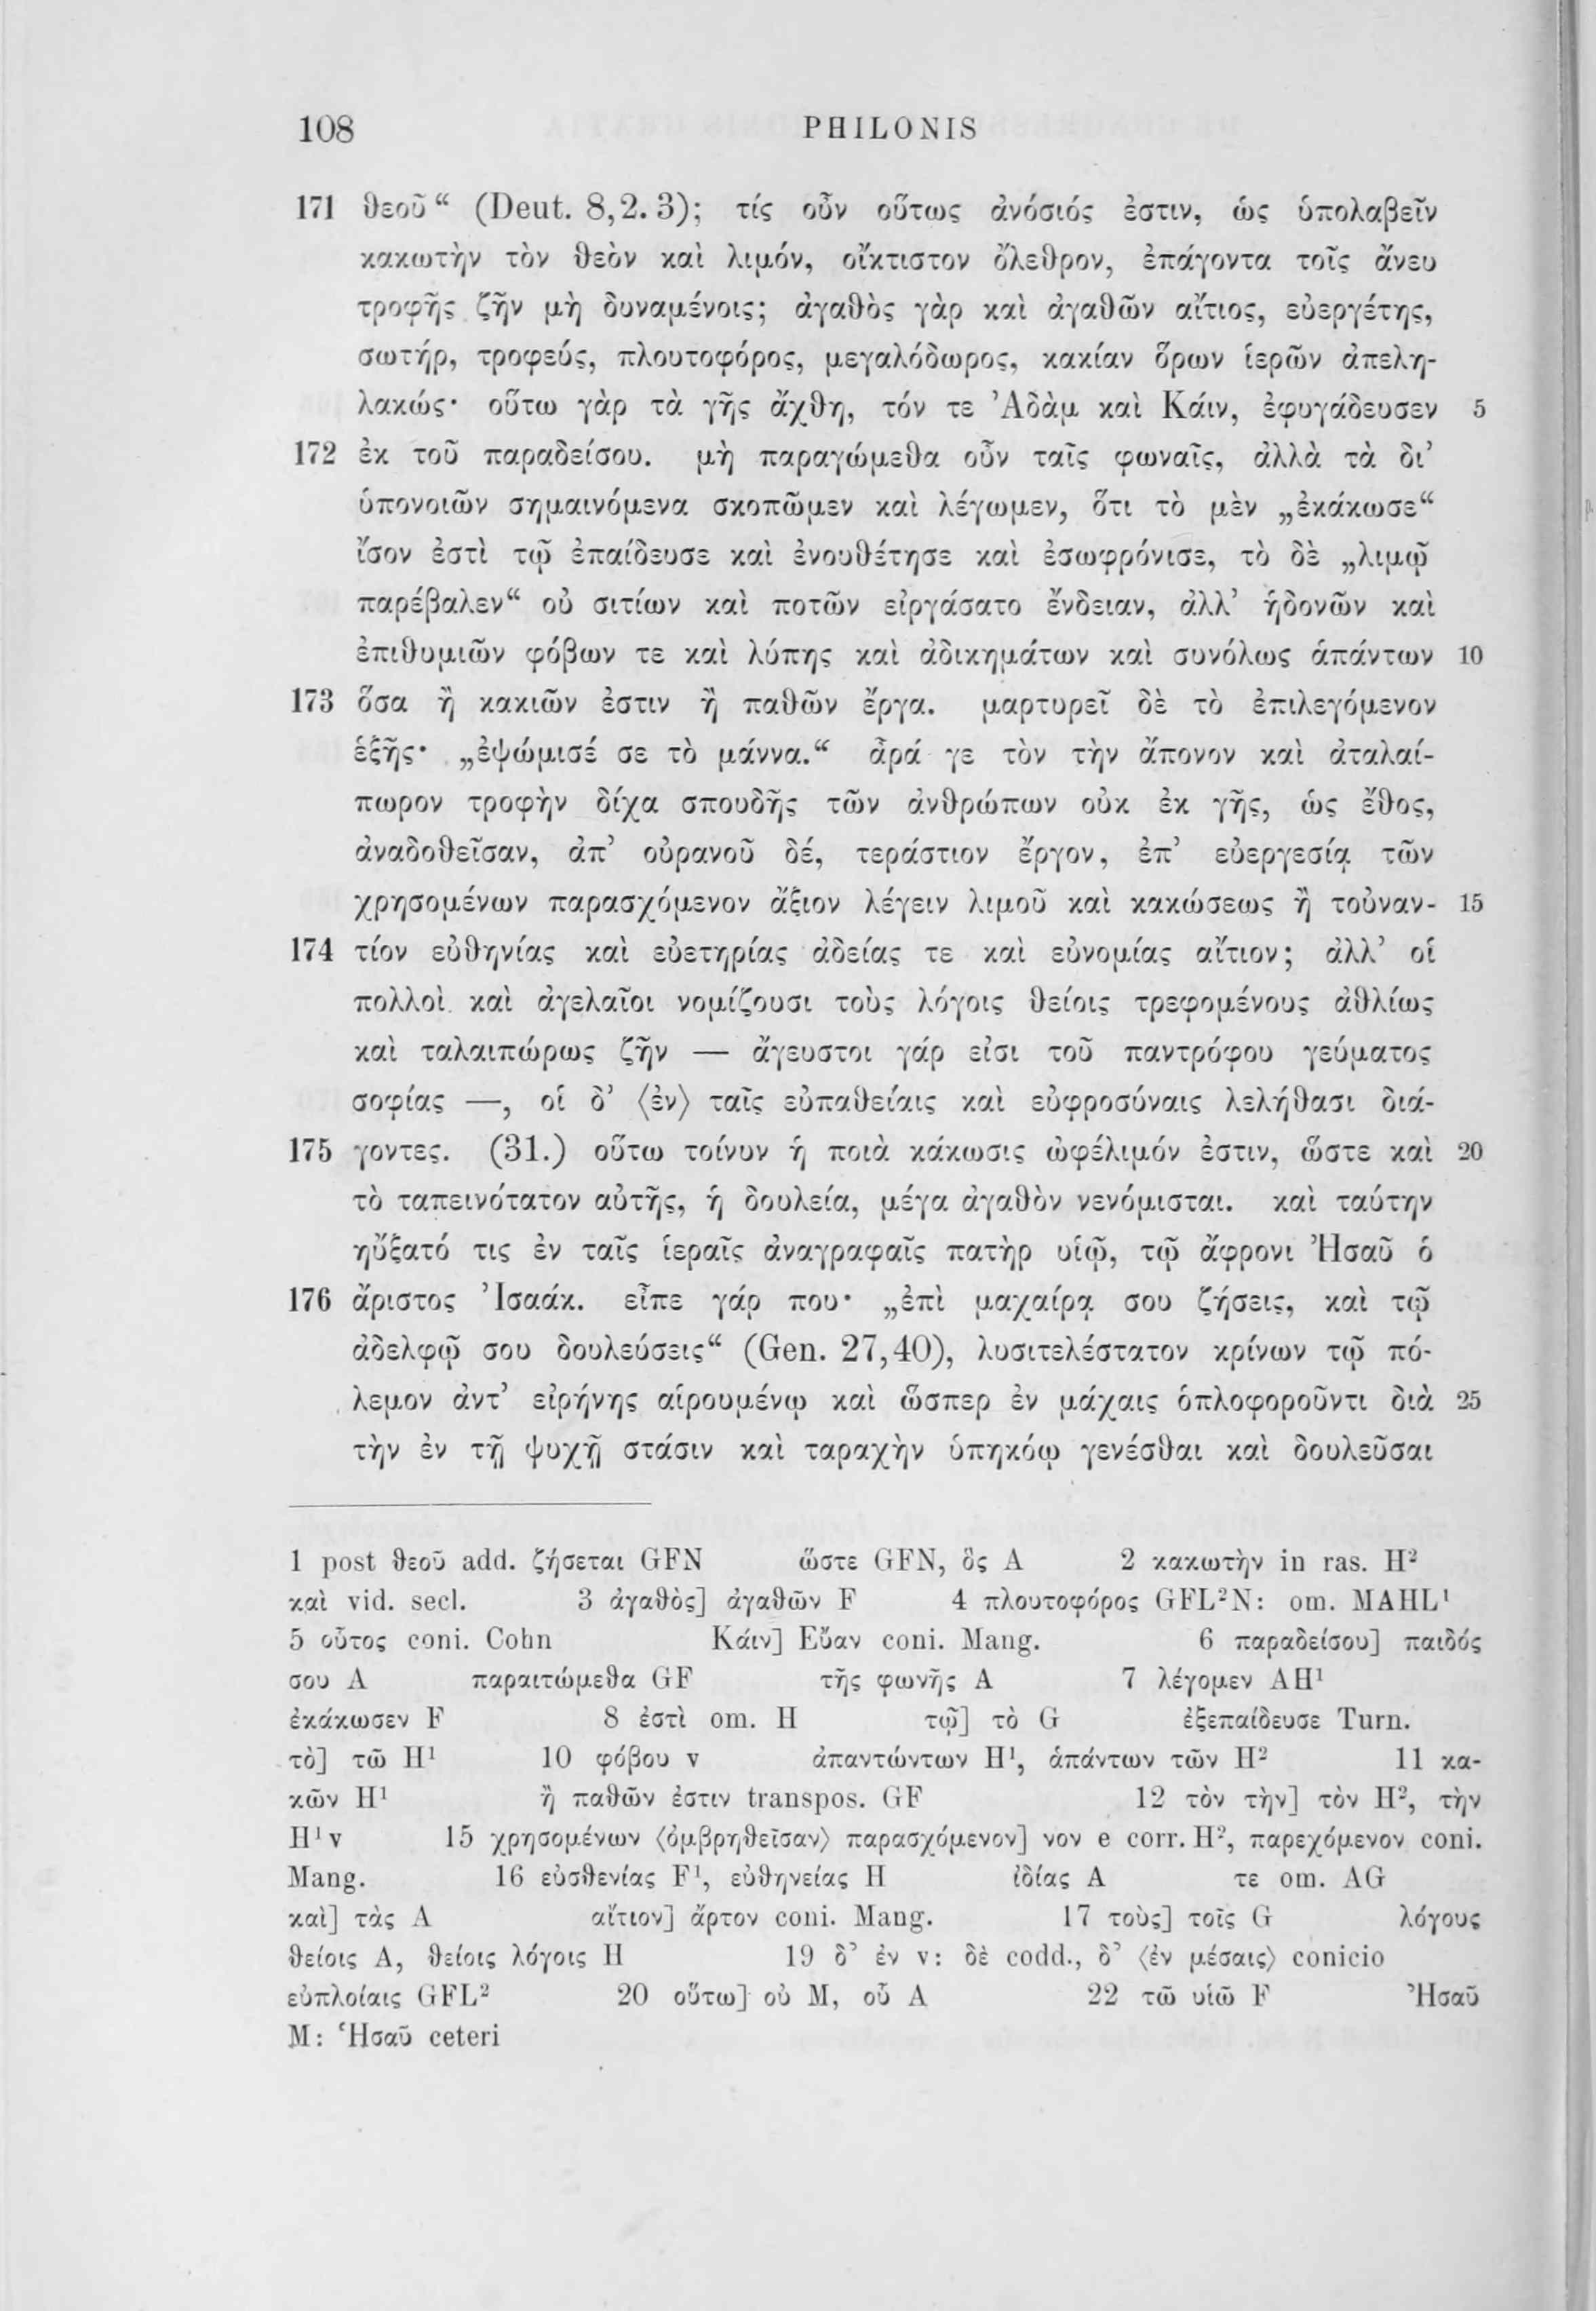 108 PHILONIS
171 θεοῦ“ (Deut. 8,2. 3); τίς οὖν οὕτως ἀνόσιός ἐστιν, ὡς ὑπολαβεῖν
κακωτὴν τὸν θεὸν καὶ λιμόν, οἴκτιστον ὄλεθρον, ἐπάγοντα τοῖς ἄνευ
τροφῆς ζῆν μὴ δυναμένοις; ἀγαθὸς γὰρ καὶ ἀγαθῶν αἴτιος, εὐεργέτης,
σωτήρ, τροφεύς, πλουτοφόρος, μεγαλόδωρος, κακίαν ὅρων ἱερῶν ἀπελη-
λακώς· οὕτω γὰρ τὰ γῆς ἄχθη, τόν τε Ἀδὰμ καὶ Κάιν, ἐφυγάδευσεν 5
172 ἐκ τοῦ παραδείσου. μὴ παραγώμεθα οὖν ταῖς φωναῖς, ἀλλὰ τὰ δι’
ὑπονοιῶν σημαινόμενα σκοπῶμεν καὶ λέγωμεν, ὅτι τὸ μὲν „ἐκάκωσε“
ἴσον ἐστὶ τῷ ἐπαίδευσε καὶ ἐνουθέτησε καὶ ἐσωφρόνισε, τὸ δὲ „λιμῷ
παρέβαλεν“ οὐ σιτίων καὶ ποτῶν εἰργάσατο ἔνδειαν, ἀλλ’ ἡδονῶν καὶ
ἐπιθυμιῶν φόβων τε καὶ λύπης καὶ ἀδικημάτων καὶ συνόλως ἁπάντων 10
173 ὅσα ἢ κακιῶν ἐστιν ἢ παθῶν ἔργα. μαρτυρεῖ δὲ τὸ ἐπιλεγόμενον
ἑξῆς· „ἐψώμισέ σε τὸ μάννα.“ ἆρά γε τὸν τὴν ἄπονον καὶ ἀταλαί-
πωρον τροφὴν δίχα σπουδῆς τῶν ἀνθρώπων οὐκ ἐκ γῆς, ὡς ἔθος,
ἀναδοθεῖσαν, ἀπ’ οὐρανοῦ δέ, τεράστιον ἔργον, ἐπ’ εὐεργεσίᾳ τῶν
χρησομένων παρασχόμενον ἄξιον λέγειν λιμοῦ καὶ κακώσεως ἢ τοὐναν- 15
174 τίον εὐθηνίας καὶ εὐετηρίας ἀδείας τε καὶ εὐνομίας αἴτιον; ἀλλ’ οἱ
πολλοὶ καὶ ἀγελαῖοι νομίζουσι τοὺς λόγοις θείοις τρεφομένους ἀθλίως
καὶ ταλαιπώρως ζῆν — ἄγευστοι γάρ εἰσι τοῦ παντρόφου γεύματος
σοφίας —, οἱ δ’ ⟨ἐν⟩ ταῖς εὐπαθείαις καὶ εὐφροσύναις λελήθασι διά-
175 γοντες. (31.) οὕτω τοίνυν ἡ ποιὰ κάκωσις ὠφέλιμόν ἐστιν, ὥστε καὶ 20
τὸ ταπεινότατον αὐτῆς, ἡ δουλεία, μέγα ἀγαθὸν νενόμισται. καὶ ταύτην
ηὔξατό τις ἐν ταῖς ἱεραῖς ἀναγραφαῖς πατὴρ υἱῷ, τῷ ἄφρονι Ἠσαῦ ὁ
176 ἄριστος Ἰσαάκ. εἶπε γάρ που· „ἐπὶ μαχαίρᾳ σου ζήσεις, καὶ τῷ
ἀδελφῷ σου δουλεύσεις“ (Gen. 27,40), λυσιτελέστατον κρίνων τῷ πό-
λεμον ἀντ’ εἰρήνης αἱρουμένῳ καὶ ὥσπερ ἐν μάχαις ὁπλοφοροῦντι διὰ 25
τὴν ἐν τῇ ψυχῇ στάσιν καὶ ταραχὴν ὑπηκόῳ γενέσθαι καὶ δουλεῦσαι
1 post θεοῦ add. ζήσεται GFN ὥστε GFN, ὃς A 2 κακωτὴν in ras. H²
καὶ vid. secl. 3 ἀγαθὸς] ἀγαθῶν F 4 πλουτοφόρος GFL²N: om. MAHL¹
5 οὗτος coni. Cohn Κάιν] Εὔαν coni. Mang. 6 παραδείσου] παιδός
σου A παραιτώμεθα GF τῆς φωνῆς A 7 λέγομεν AH¹
ἐκάκωσεν F 8 ἐστὶ om. H τῷ] τὸ G ἐξεπαίδευσε Turn.
τὸ] τῶ H¹ 10 φόβου v ἀπαντώντων H¹, ἁπάντων τῶν H² 11 κα-
κῶν H¹ ἢ παθῶν ἐστιν transpos. GF 12 τὸν τὴν] τὸν H², τὴν
H¹v 15 χρησομένων ⟨ὀμβρηθεῖσαν⟩ παρασχόμενον] νον e corr. H², παρεχόμενον coni.
Mang. 16 εὐσθενίας F¹, εὐθηνείας H ἰδίας A τε om. AG
καὶ] τὰς A αἴτιον] ἄρτον coni. Mang. 17 τοὺς] τοῖς G λόγους
θείοις A, θείοις λόγοις H 19 δ’ ἐν v: δὲ codd., δ’ ⟨ἐν μέσαις⟩ conicio
εὐπλοίαις GFL² 20 οὕτω] οὐ M, οὗ A 22 τῶ υἱῶ F Ἠσαῦ
M: Ἡσαῦ ceteri